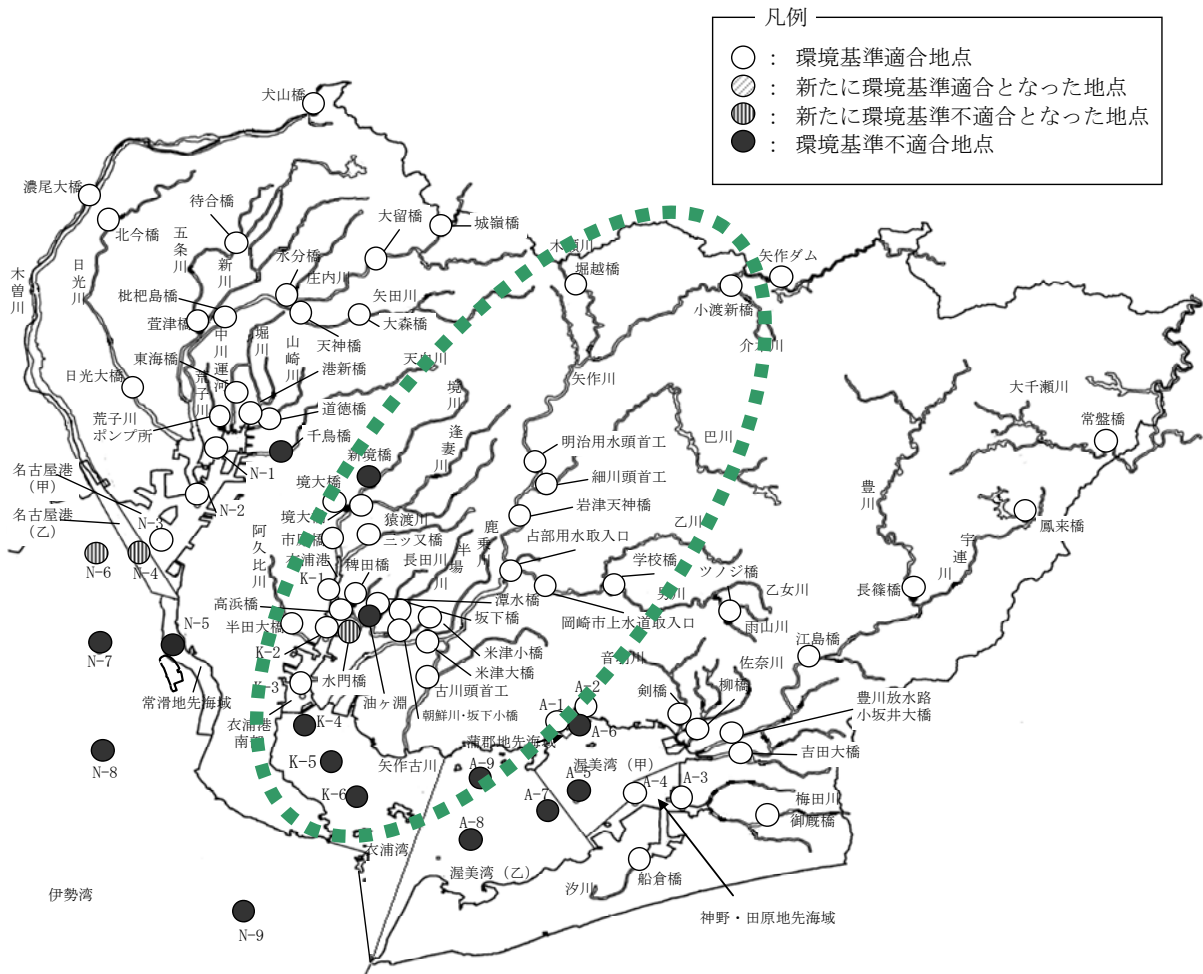 凡例
: 環境基準適合地点
: 新たに環境基準適合となった地点
: 新たに環境基準不適合となった地点
: 環境基準不適合地点
犬山橋
濃尾大橋
待合橋
大留橋
城嶺橋
北今橋
五条川
新川
水分橋
庄内川
木瀬川
堀越橋
矢作ダム
日光川
木曽川
枇杷島橋
矢田川
小渡新橋
萱津橋
中川運河
堀川
山崎川
天神橋
大森橋
東海橋
荒子川
港新橋
天白川
矢作川
日光大橋
境川
大千瀬川
荒子川
ポンプ所
道徳橋
逢妻川
巴川
常盤橋
千鳥橋
明治用水頭首工
新境橋
名古屋港
(甲)
N-1
細川頭首工
豊川
境大橋
N-2
名古屋港
(乙)
N-3
境大橋
猿渡川
岩津天神橋
鳳来橋
阿久比川
鹿乗川
乙川
宇連川
三ッ又橋
占部用水取入口
衣浦港
長田川
半場川
N-6
N-4
K-1
稗田橋
学校橋
ツノジ橋
高浜橋
潭水橋
男川
乙女川
長篠橋
半田大橋
坂下橋
岡崎市上水道取入口
雨山川
N-5
K-2
米津小橋
江島橋
N-7
米津大橋
音羽川
佐奈川
K-3
水門橋
油ヶ淵
古川頭首工
剣橋
柳橋
常滑地先海域
A-2
豊川放水路
小坂井大橋
衣浦港
南部
K-4
朝鮮川・坂下小橋
A-1
A-6
蒲郡地先海域
吉田大橋
N-8
K-5
矢作古川
A-9
渥美湾(甲)
A-5
A-4
A-3
K-6
A-7
梅田川
御厩橋
A-8
衣浦湾
渥美湾(乙)
伊勢湾
汐川
船倉橋
神野・田原地先海域
N-9